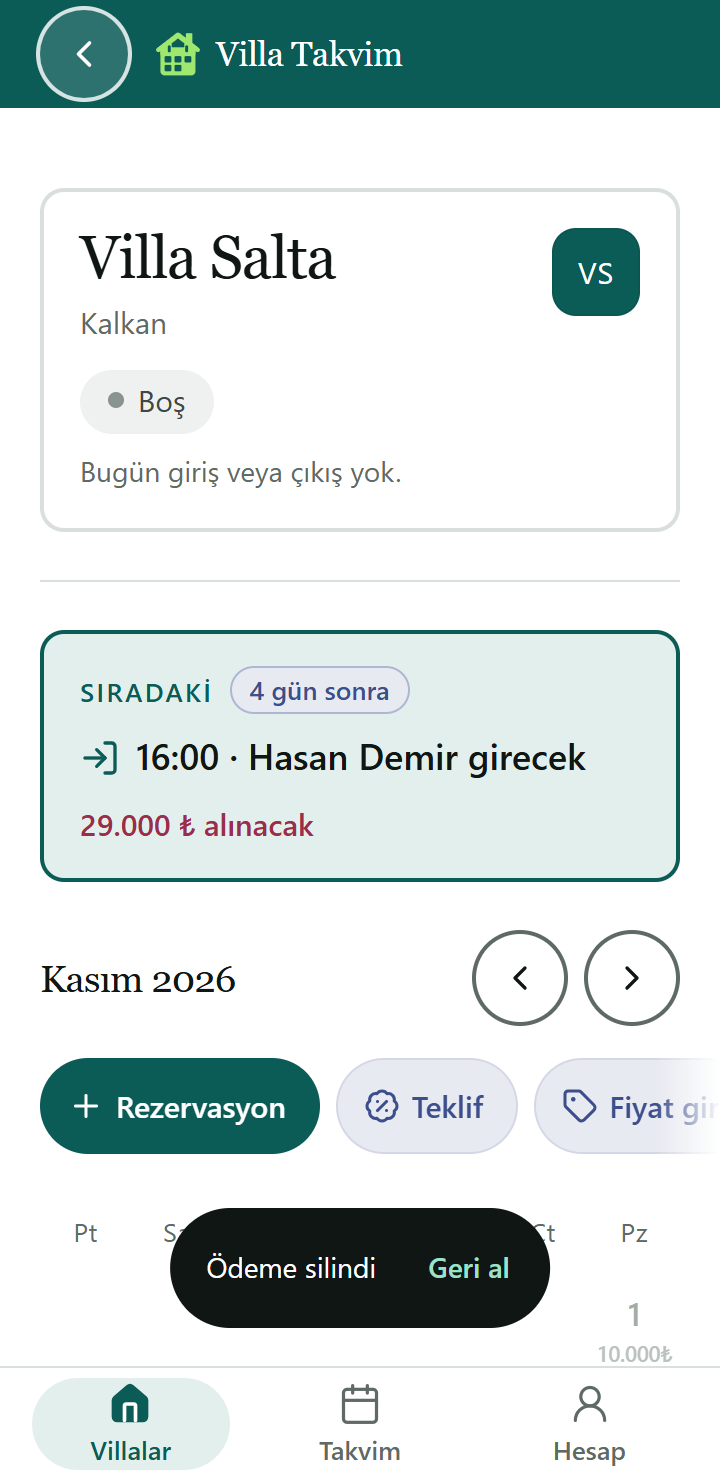 Villa Takvim
Villa Salta
VS
Kalkan
Boş
Bugün giriş veya çıkış yok.
SIRADAKİ
4 gün sonra
16:00 · Hasan Demir girecek
29.000 ₺ alınacak
Kasım 2026
Rezervasyon
Teklif
Fiyat
Pt
Pz
Ödeme silindi
Geri al
1
10.000₺
Villalar
Takvim
Hesap